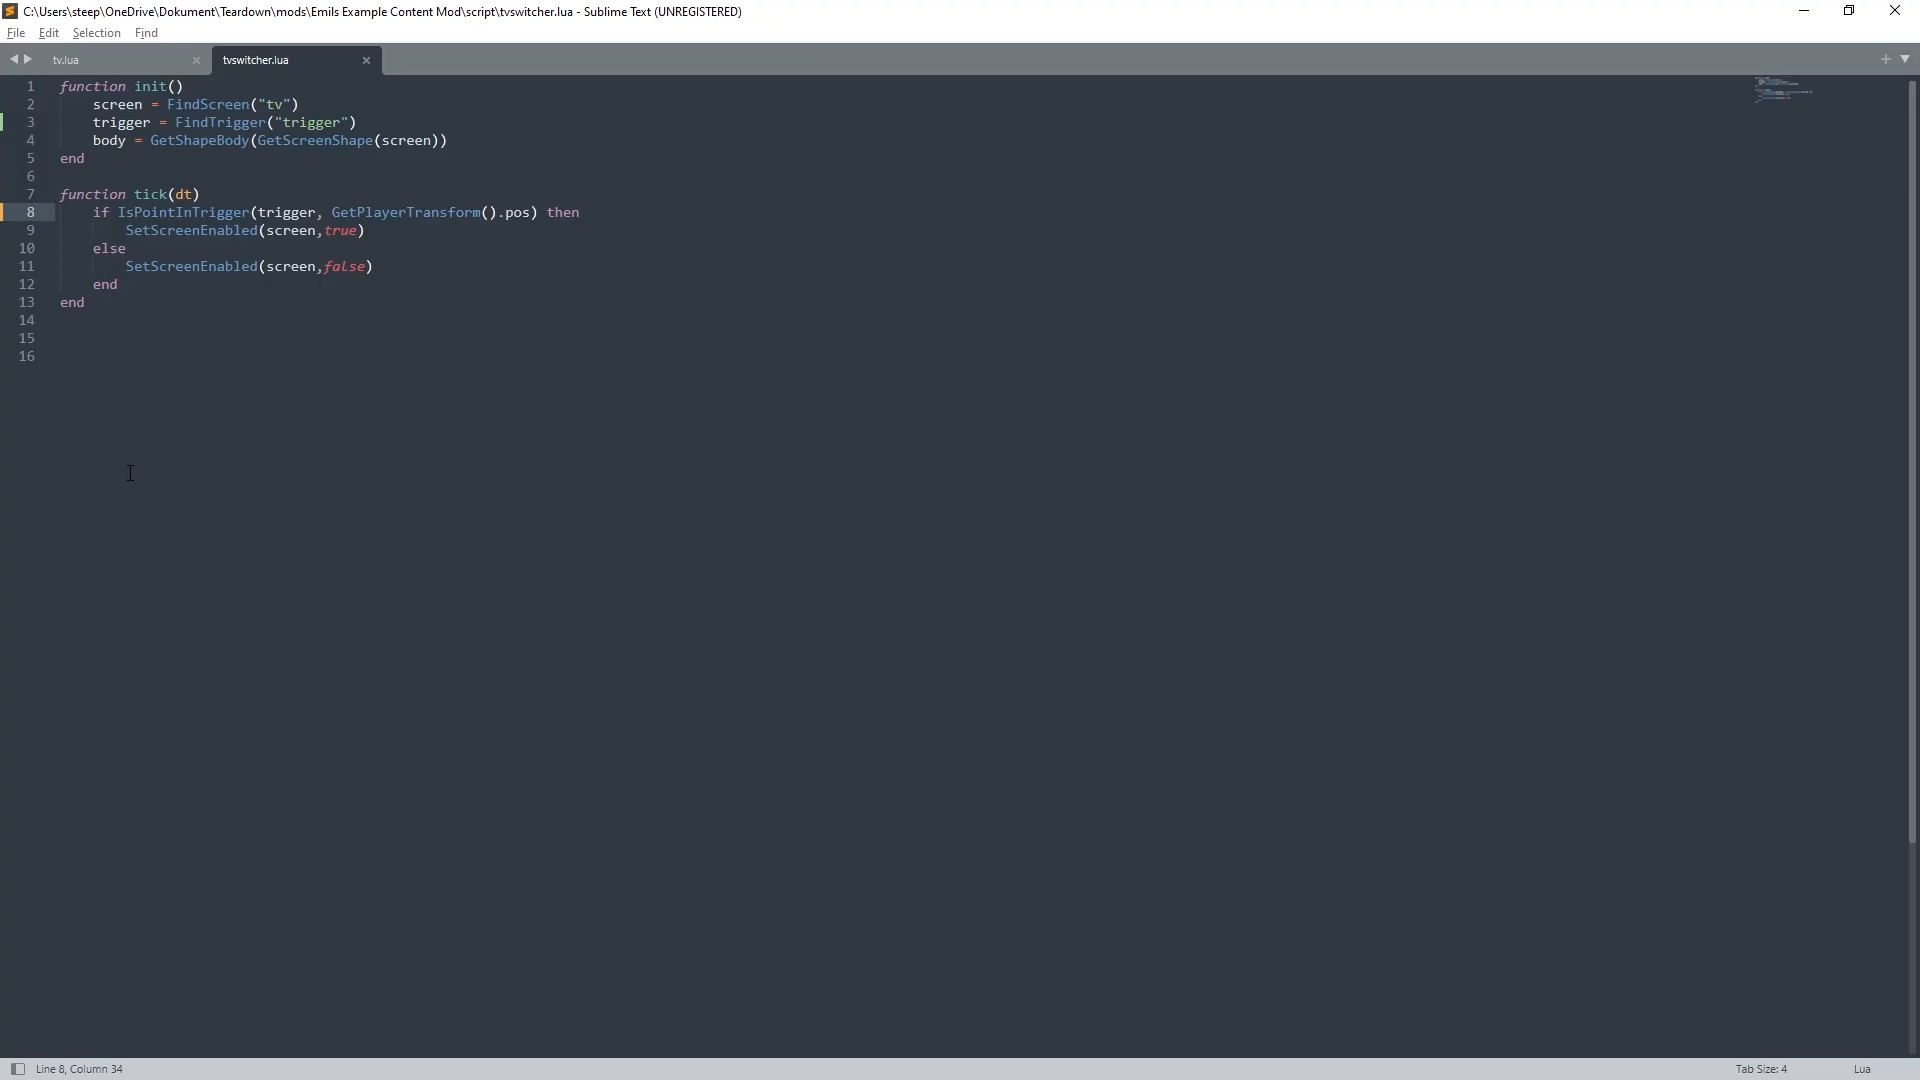 C:\Users\steep\OneDrive\Dokument\Teardown\mods\Emils Example Content Mod\script\tvswitcher.lua - Sublime Text (UNREGISTERED)
File Edit Selection Find
tv.lua tvswitcher.lua
1 function init()
2 screen = FindScreen("tv")
3 trigger = FindTrigger("trigger")
4 body = GetShapeBody(GetScreenShape(screen))
5 end
6
7 function tick(dt)
8 if IsPointInTrigger(trigger, GetPlayerTransform().pos) then
9 SetScreenEnabled(screen,true)
10 else
11 SetScreenEnabled(screen,false)
12 end
13 end
14
15
16
Line 8, Column 34 Tab Size: 4 Lua